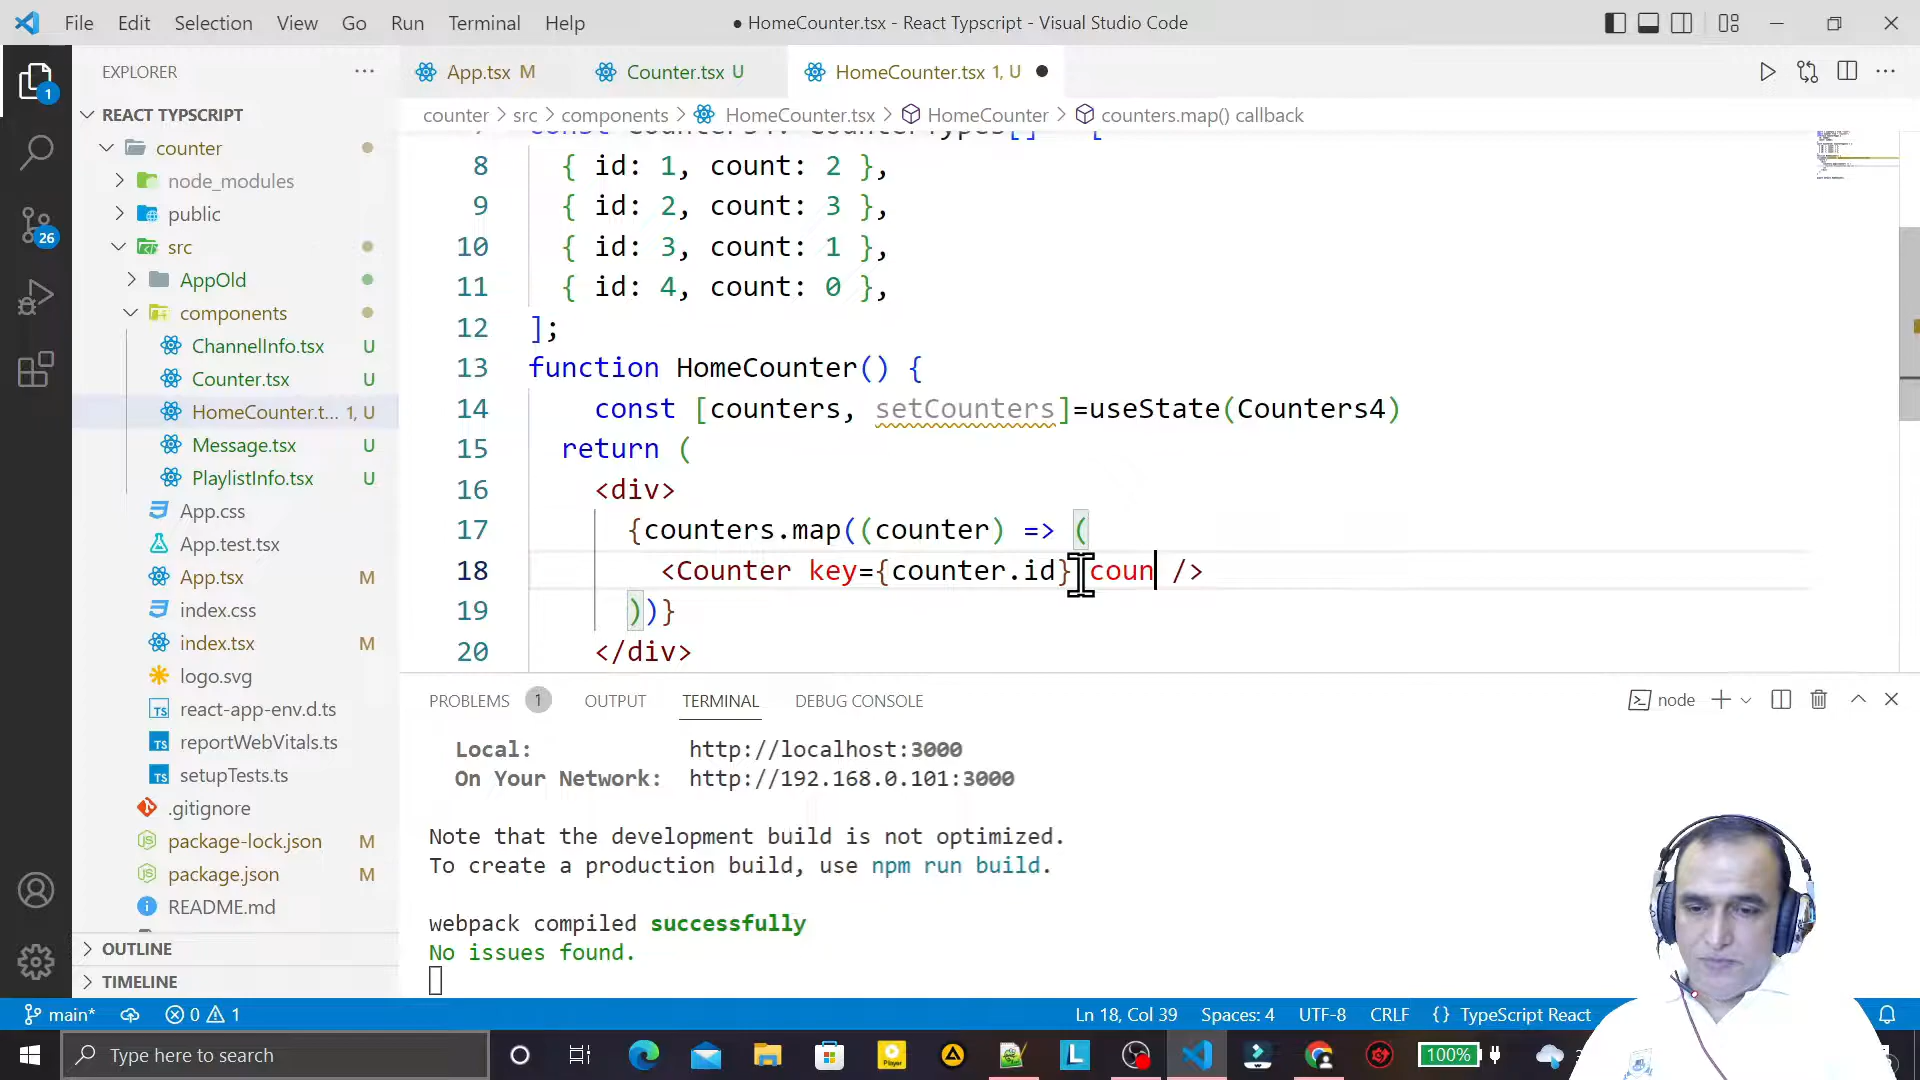 File Edit Selection View Go Run Terminal Help
● HomeCounter.tsx - React Typscript - Visual Studio Code
EXPLORER
App.tsx M
Counter.tsx U
HomeCounter.tsx 1, U
counter > src > components > HomeCounter.tsx > HomeCounter > counters.map() callback
1
26
REACT TYPSCRIPT
counter
node_modules
public
src
AppOld
components
ChannelInfo.tsx U
Counter.tsx U
HomeCounter.t... 1, U
Message.tsx U
PlaylistInfo.tsx U
App.css
App.test.tsx
App.tsx M
index.css
index.tsx M
logo.svg
react-app-env.d.ts
reportWebVitals.ts
setupTests.ts
.gitignore
package-lock.json M
package.json M
README.md
OUTLINE
TIMELINE
8 { id: 1, count: 2 },
9 { id: 2, count: 3 },
10 { id: 3, count: 1 },
11 { id: 4, count: 0 },
12 ];
13 function HomeCounter() {
14 const [counters, setCounters]=useState(Counters4)
15 return (
16 <div>
17 {counters.map((counter) => (
18 <Counter key={counter.id} coun />
19 ))}
20 </div>
PROBLEMS 1 OUTPUT TERMINAL DEBUG CONSOLE
node
Local: http://localhost:3000
On Your Network: http://192.168.0.101:3000
Note that the development build is not optimized.
To create a production build, use npm run build.
webpack compiled successfully
No issues found.
main* 0 1
Ln 18, Col 39 Spaces: 4 UTF-8 CRLF {} TypeScript React
Type here to search
Player
L
100%